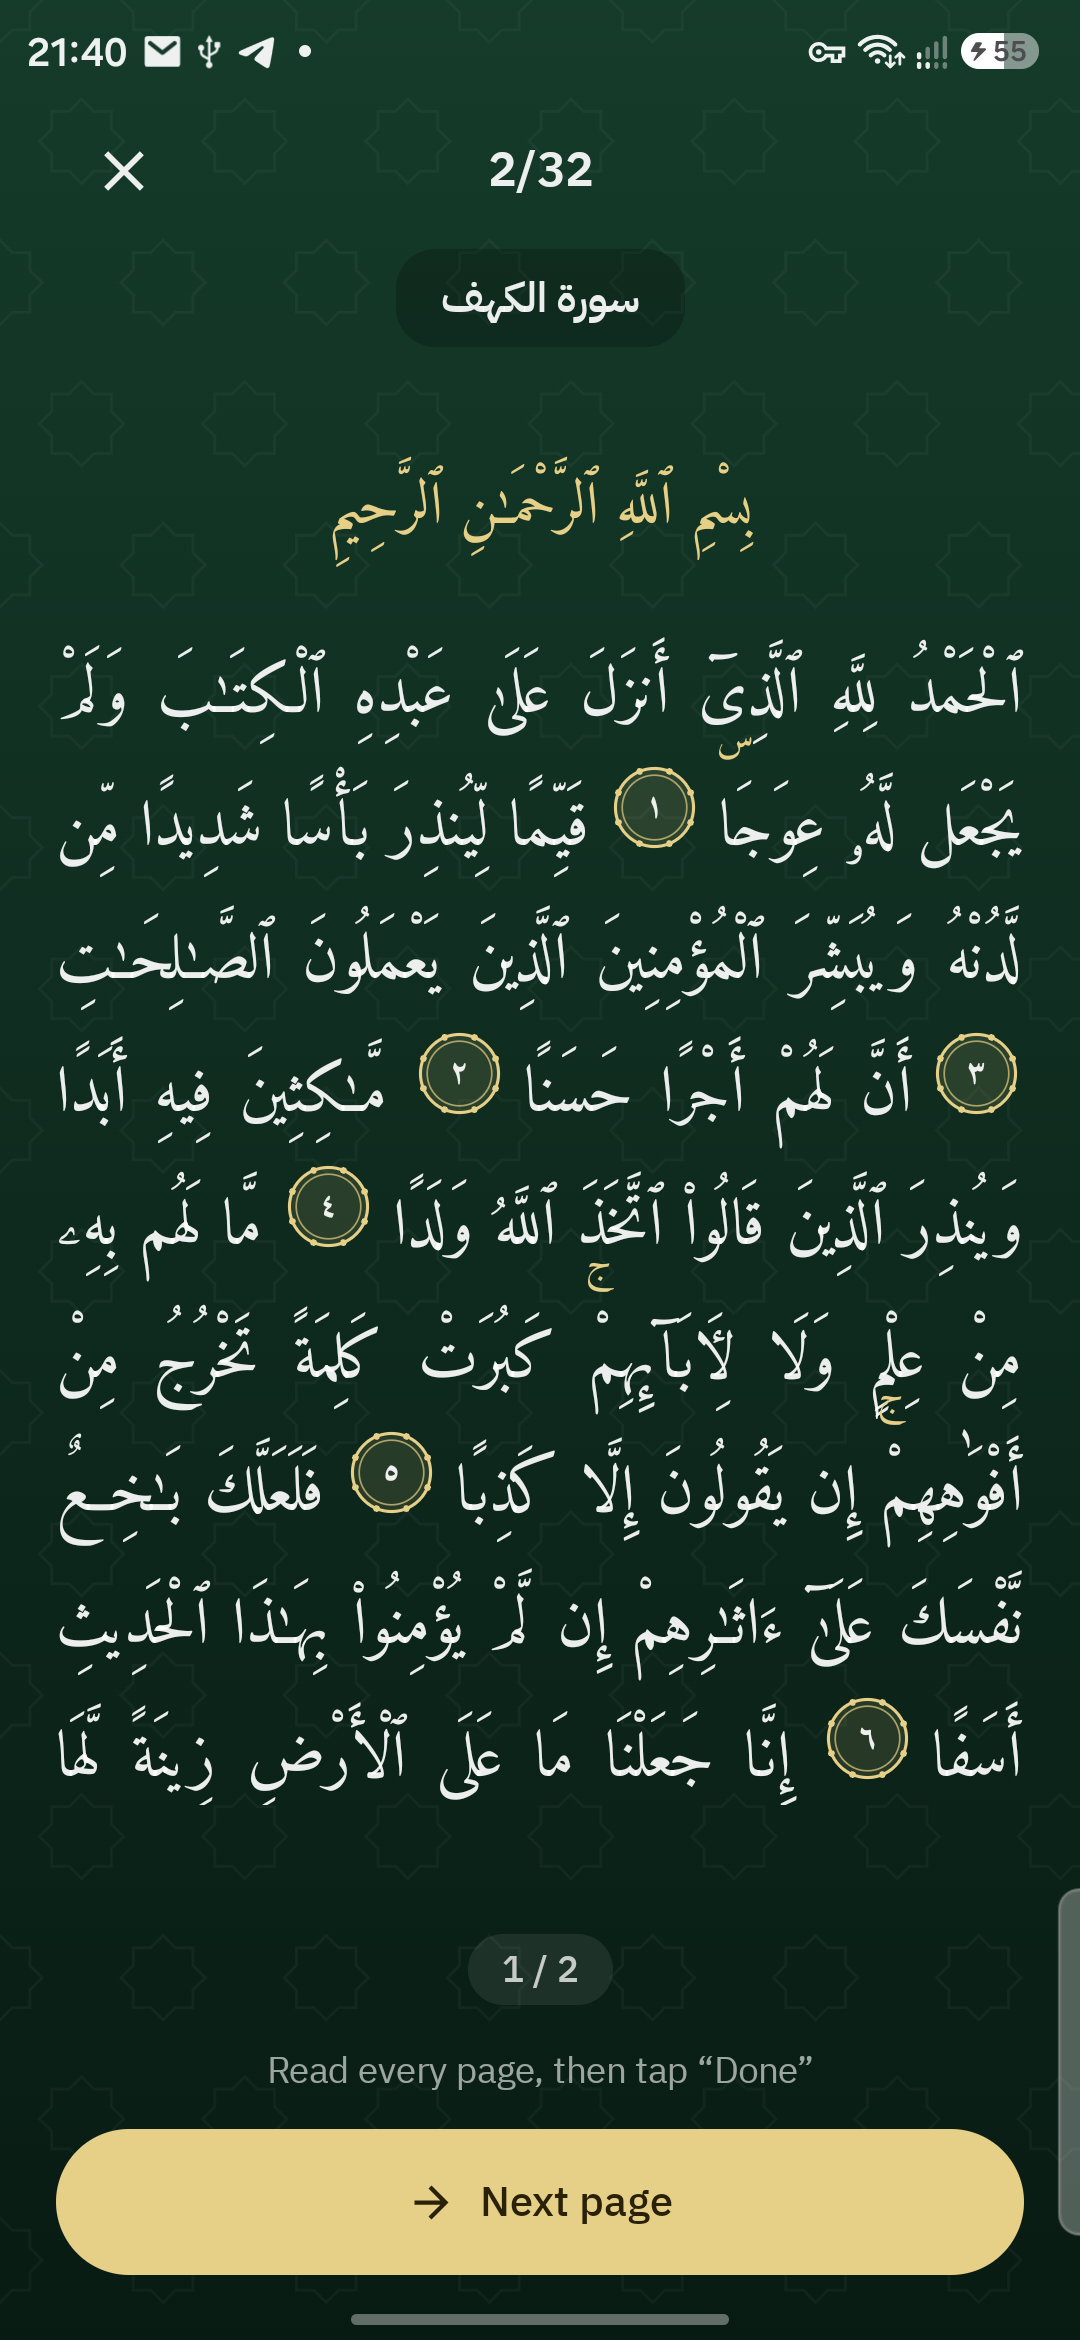 21:40
55
2/32
سورة الكهف
بِسْمِ ٱللَّهِ ٱلرَّحْمَـٰنِ ٱلرَّحِيمِ
ٱلْحَمْدُ لِلَّهِ ٱلَّذِىٓ أَنزَلَ عَلَىٰ عَبْدِهِ ٱلْكِتَـٰبَ وَلَمْ
يَجْعَل لَّهُۥ عِوَجَا ۜ ١ قَيِّمًا لِّيُنذِرَ بَأْسًا شَدِيدًا مِّن
لَّدُنْهُ وَيُبَشِّرَ ٱلْمُؤْمِنِينَ ٱلَّذِينَ يَعْمَلُونَ ٱلصَّـٰلِحَـٰتِ
٣ أَنَّ لَهُمْ أَجْرًا حَسَنًا ٢ مَّـٰكِثِينَ فِيهِ أَبَدًا
وَيُنذِرَ ٱلَّذِينَ قَالُوا۟ ٱتَّخَذَ ٱللَّهُ وَلَدًا ٤ مَّا لَهُم بِهِۦ
مِنْ عِلْمٍ وَلَا لِـَٔابَآئِهِمْ ۚ كَبُرَتْ كَلِمَةً تَخْرُجُ مِنْ
أَفْوَٰهِهِمْ ۚ إِن يَقُولُونَ إِلَّا كَذِبًا ٥ فَلَعَلَّكَ بَـٰخِعٌ
نَّفْسَكَ عَلَىٰٓ ءَاثَـٰرِهِمْ إِن لَّمْ يُؤْمِنُوا۟ بِهَـٰذَا ٱلْحَدِيثِ
أَسَفًا ٦ إِنَّا جَعَلْنَا مَا عَلَى ٱلْأَرْضِ زِينَةً لَّهَا
1 / 2
Read every page, then tap “Done”
Next page